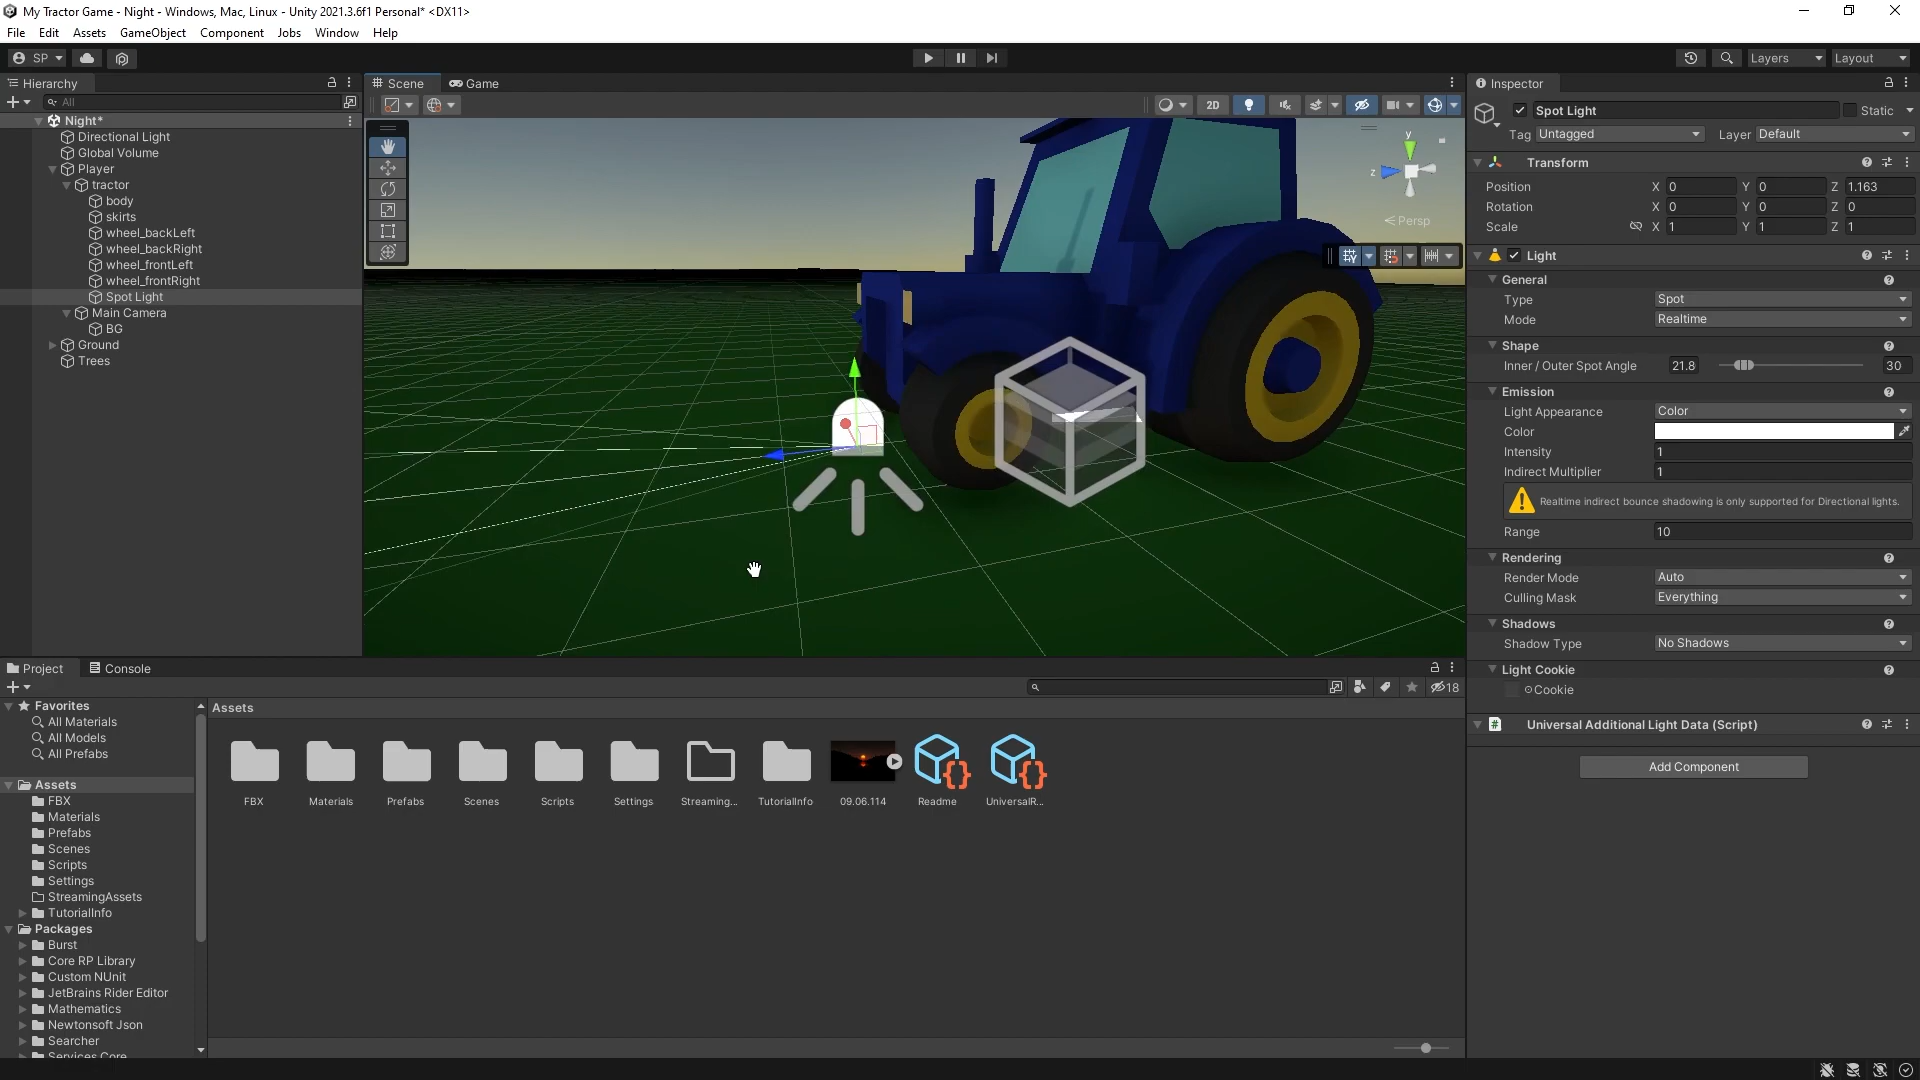 My Tractor Game - Night - Windows, Mac, Linux - Unity 2021.3.6f1 Personal* <DX11>
File Edit Assets GameObject Component Jobs Window Help
SP Layers Layout
Hierarchy
All
Night*
Directional Light
Global Volume
Player
tractor
body
skirts
wheel_backLeft
wheel_backRight
wheel_frontLeft
wheel_frontRight
Spot Light
Main Camera
BG
Ground
Trees
Scene Game
2D
y
z
Persp
Inspector
Spot Light Static
Tag Untagged Layer Default
Transform
Position X 0 Y 0 Z 1.163
Rotation X 0 Y 0 Z 0
Scale X 1 Y 1 Z 1
Light
General
Type Spot
Mode Realtime
Shape
Inner / Outer Spot Angle 21.8 30
Emission
Light Appearance Color
Color
Intensity 1
Indirect Multiplier 1
Realtime indirect bounce shadowing is only supported for Directional lights.
Range 10
Rendering
Render Mode Auto
Culling Mask Everything
Shadows
Shadow Type No Shadows
Light Cookie
Cookie
# Universal Additional Light Data (Script)
Add Component
Project Console
18
Favorites
All Materials
All Models
All Prefabs
Assets
FBX
Materials
Prefabs
Scenes
Scripts
Settings
StreamingAssets
TutorialInfo
Packages
Burst
Core RP Library
Custom NUnit
JetBrains Rider Editor
Mathematics
Newtonsoft Json
Searcher
Services Core
Assets
FBX Materials Prefabs Scenes Scripts Settings Streaming... TutorialInfo 09.06.114 Readme UniversalR...